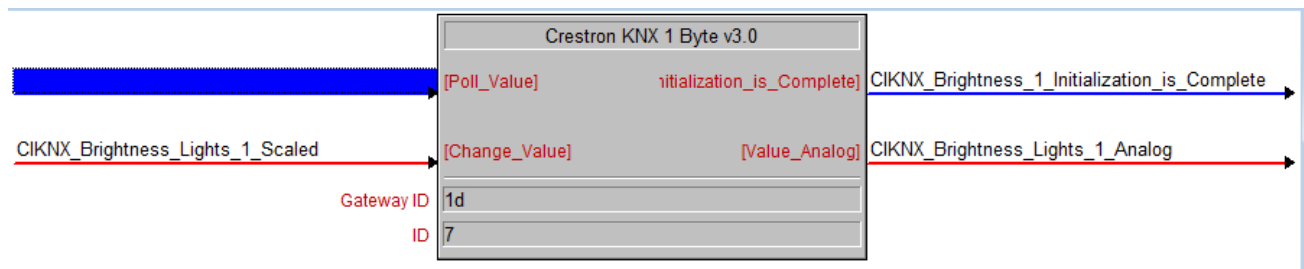 Crestron KNX 1 Byte v3.0
[Poll_Value] nitialization_is_Complete] CIKNX_Brightness_1_Initialization_is_Complete
CIKNX_Brightness_Lights_1_Scaled [Change_Value] [Value_Analog] CIKNX_Brightness_Lights_1_Analog
Gateway ID 1d
ID 7